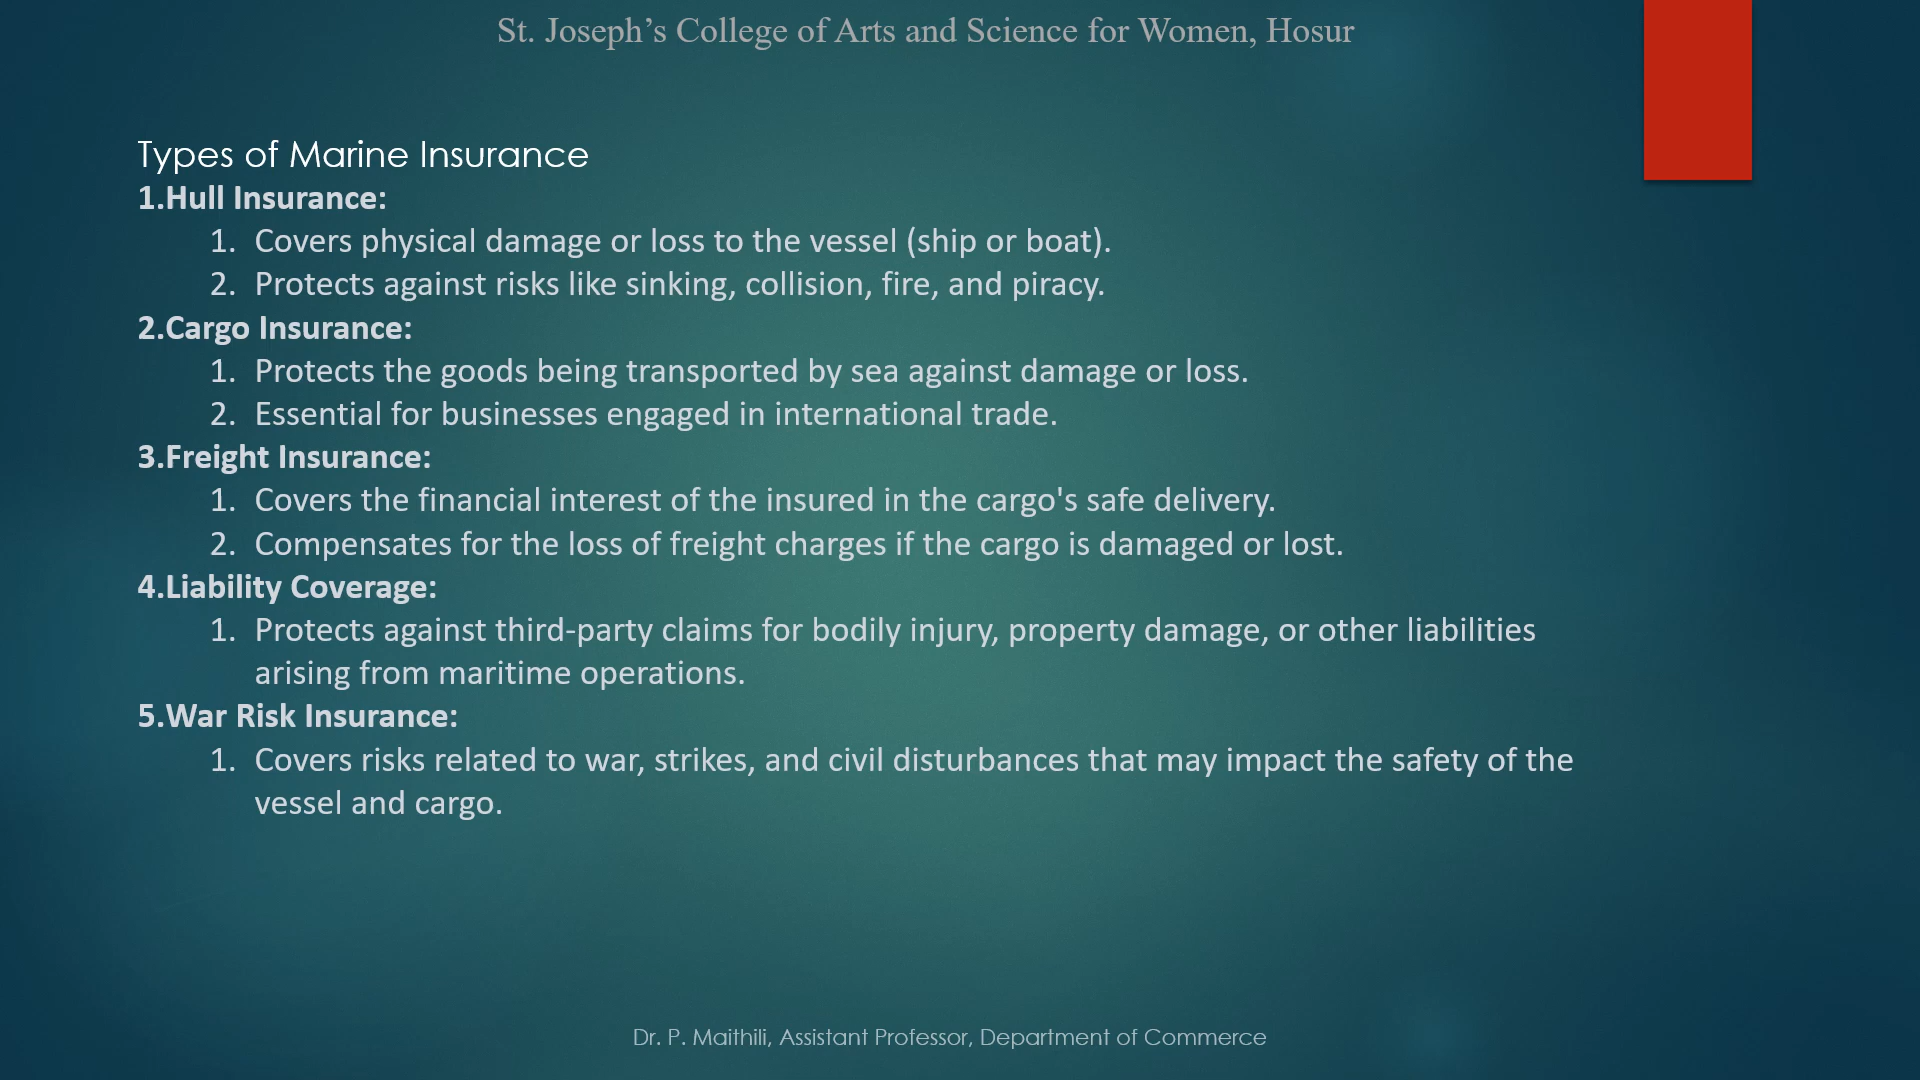 St. Joseph’s College of Arts and Science for Women, Hosur
Types of Marine Insurance
1.Hull Insurance:
1. Covers physical damage or loss to the vessel (ship or boat).
2. Protects against risks like sinking, collision, fire, and piracy.
2.Cargo Insurance:
1. Protects the goods being transported by sea against damage or loss.
2. Essential for businesses engaged in international trade.
3.Freight Insurance:
1. Covers the financial interest of the insured in the cargo's safe delivery.
2. Compensates for the loss of freight charges if the cargo is damaged or lost.
4.Liability Coverage:
1. Protects against third-party claims for bodily injury, property damage, or other liabilities
arising from maritime operations.
5.War Risk Insurance:
1. Covers risks related to war, strikes, and civil disturbances that may impact the safety of the
vessel and cargo.
Dr. P. Maithili, Assistant Professor, Department of Commerce